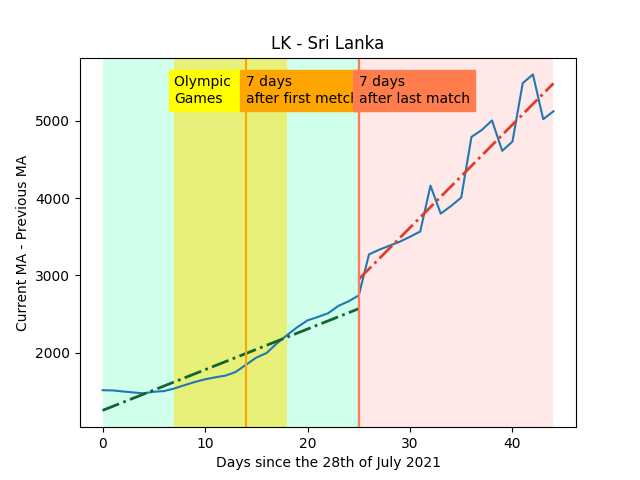 LK - Sri Lanka
Olympic
Games
7 days
after first metcl
7 days
after last match
Current MA - Previous MA
5000
4000
3000
2000
0
10
20
30
40
Days since the 28th of July 2021